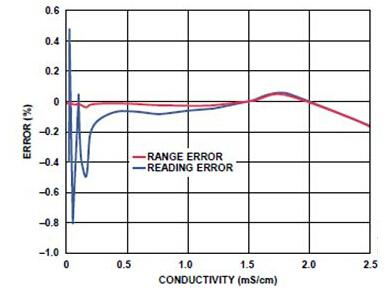 0.6
0.4
0.2
0
–0.2
–0.4
–0.6
–0.8
–1.0
ERROR (%)
RANGE ERROR
READING ERROR
0 0.5 1.0 1.5 2.0 2.5
CONDUCTIVITY (mS/cm)